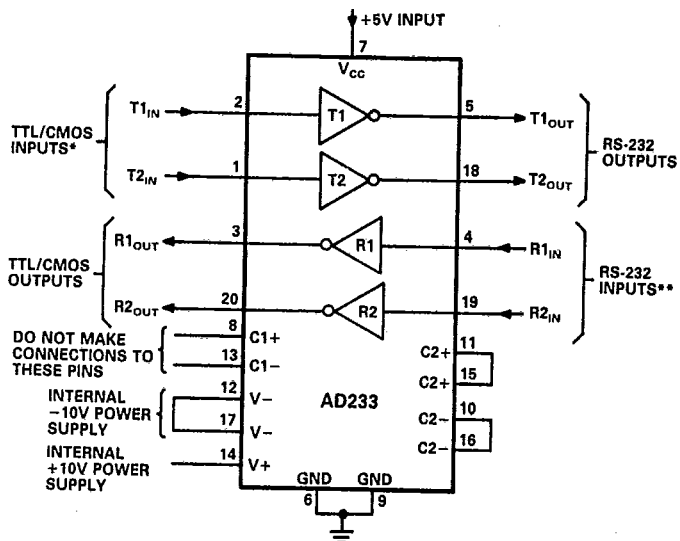 +5V INPUT
7
VCC
TTL/CMOS
INPUTS*
T1IN
2
T1
5
T1OUT
T2IN
1
T2
18
T2OUT
RS-232
OUTPUTS
TTL/CMOS
OUTPUTS
R1OUT
3
R1
4
R1IN
R2OUT
20
R2
19
R2IN
RS-232
INPUTS**
DO NOT MAKE
CONNECTIONS TO
THESE PINS
8
C1+
13
C1−
INTERNAL
−10V POWER
SUPPLY
12
V−
17
V−
INTERNAL
+10V POWER
SUPPLY
14
V+
AD233
C2+
11
C2+
15
C2−
10
C2−
16
GND
6
GND
9